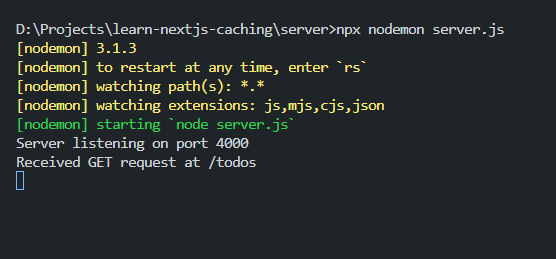 D:\Projects\learn-nextjs-caching\server>npx nodemon server.js
[nodemon] 3.1.3
[nodemon] to restart at any time, enter `rs`
[nodemon] watching path(s): *.*
[nodemon] watching extensions: js,mjs,cjs,json
[nodemon] starting `node server.js`
Server listening on port 4000
Received GET request at /todos